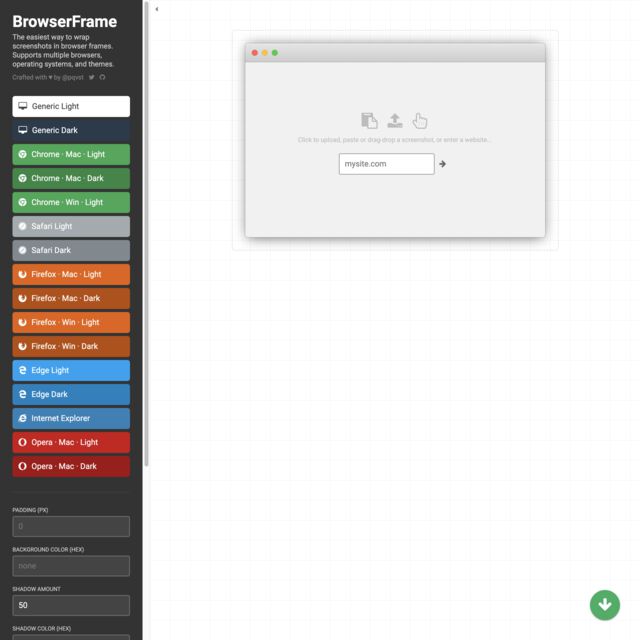 BrowserFrame
The easiest way to wrap
screenshots in browser frames.
Supports multiple browsers,
operating systems, and themes.
Crafted with ♥ by @pqvst
Generic Light
Generic Dark
Chrome · Mac · Light
Chrome · Mac · Dark
Chrome · Win · Light
Safari Light
Safari Dark
Firefox · Mac · Light
Firefox · Mac · Dark
Firefox · Win · Light
Firefox · Win · Dark
Edge Light
Edge Dark
Internet Explorer
Opera · Mac · Light
Opera · Mac · Dark
PADDING (PX)
0
BACKGROUND COLOR (HEX)
none
SHADOW AMOUNT
50
SHADOW COLOR (HEX)
Click to upload, paste or drag-drop a screenshot, or enter a website...
mysite.com